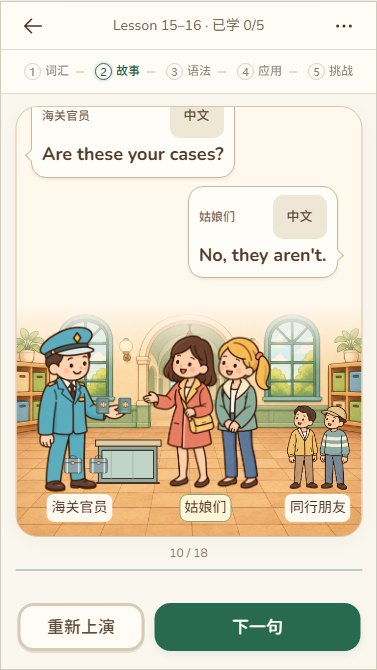 Lesson 15–16 · 已学 0/5
1 词汇 2 故事 3 语法 4 应用 5 挑战
海关官员 中文
Are these your cases?
姑娘们 中文
No, they aren't.
海关官员 姑娘们 同行朋友
10 / 18
重新上演 下一句